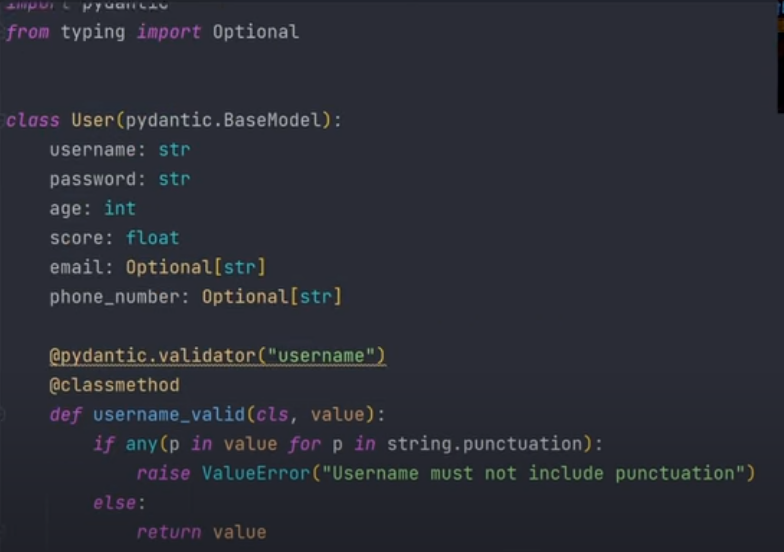 import pydantic
from typing import Optional
class User(pydantic.BaseModel):
username: str
password: str
age: int
score: float
email: Optional[str]
phone_number: Optional[str]
@pydantic.validator("username")
@classmethod
def username_valid(cls, value):
if any(p in value for p in string.punctuation):
raise ValueError("Username must not include punctuation")
else:
return value